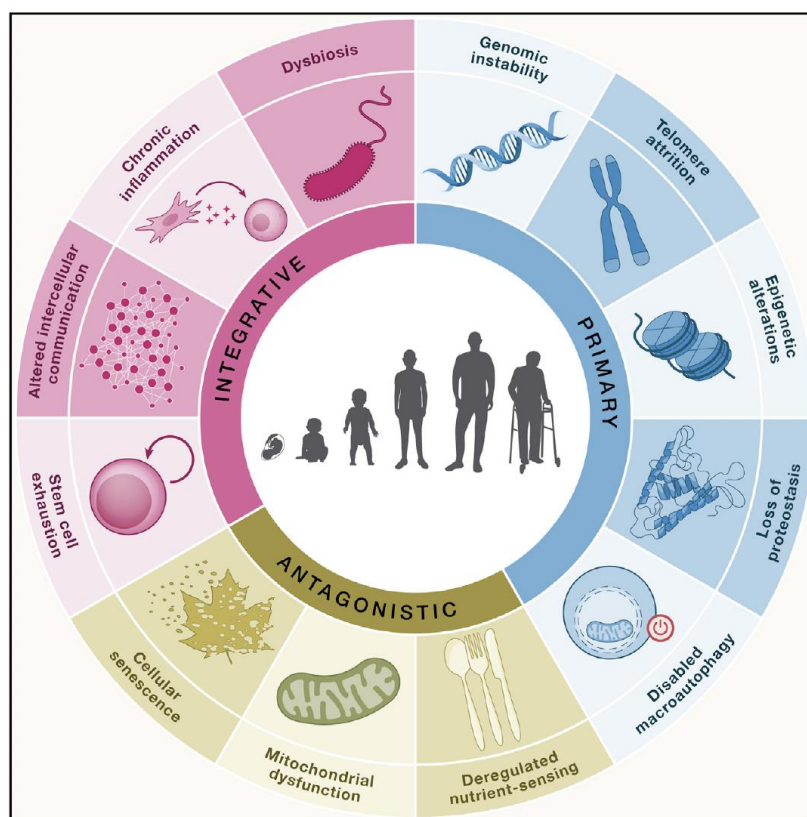 Dysbiosis
Genomic
instability
Telomere
attrition
Epigenetic
alterations
Loss of
proteostasis
Disabled
macroautophagy
Deregulated
nutrient-sensing
Mitochondrial
dysfunction
Cellular
senescence
Stem cell
exhaustion
Altered intercellular
communication
Chronic
inflammation
INTEGRATIVE
PRIMARY
ANTAGONISTIC